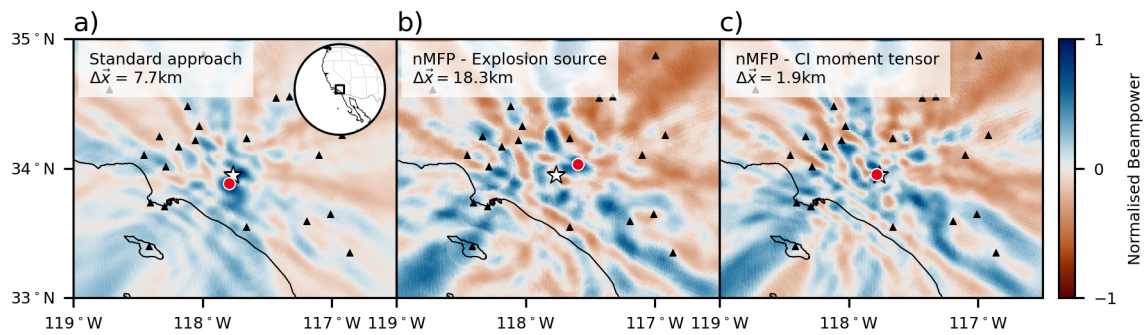 a)
b)
c)
35°N
34°N
33°N
Standard approach
Δx⃗ = 7.7km
nMFP - Explosion source
Δx⃗ = 18.3km
nMFP - CI moment tensor
Δx⃗ = 1.9km
119°W
118°W
117°W
119°W
118°W
117°W
119°W
118°W
117°W
1
0
−1
Normalised Beampower